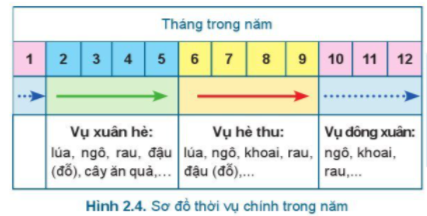 Tháng trong năm
1 2 3 4 5 6 7 8 9 10 11 12
Vụ xuân hè:
lúa, ngô, rau, đậu
(đỗ), cây ăn quả,...
Vụ hè thu:
lúa, ngô, khoai, rau,
đậu (đỗ),...
Vụ đông xuân:
ngô, khoai,
rau,...
Hình 2.4. Sơ đồ thời vụ chính trong năm